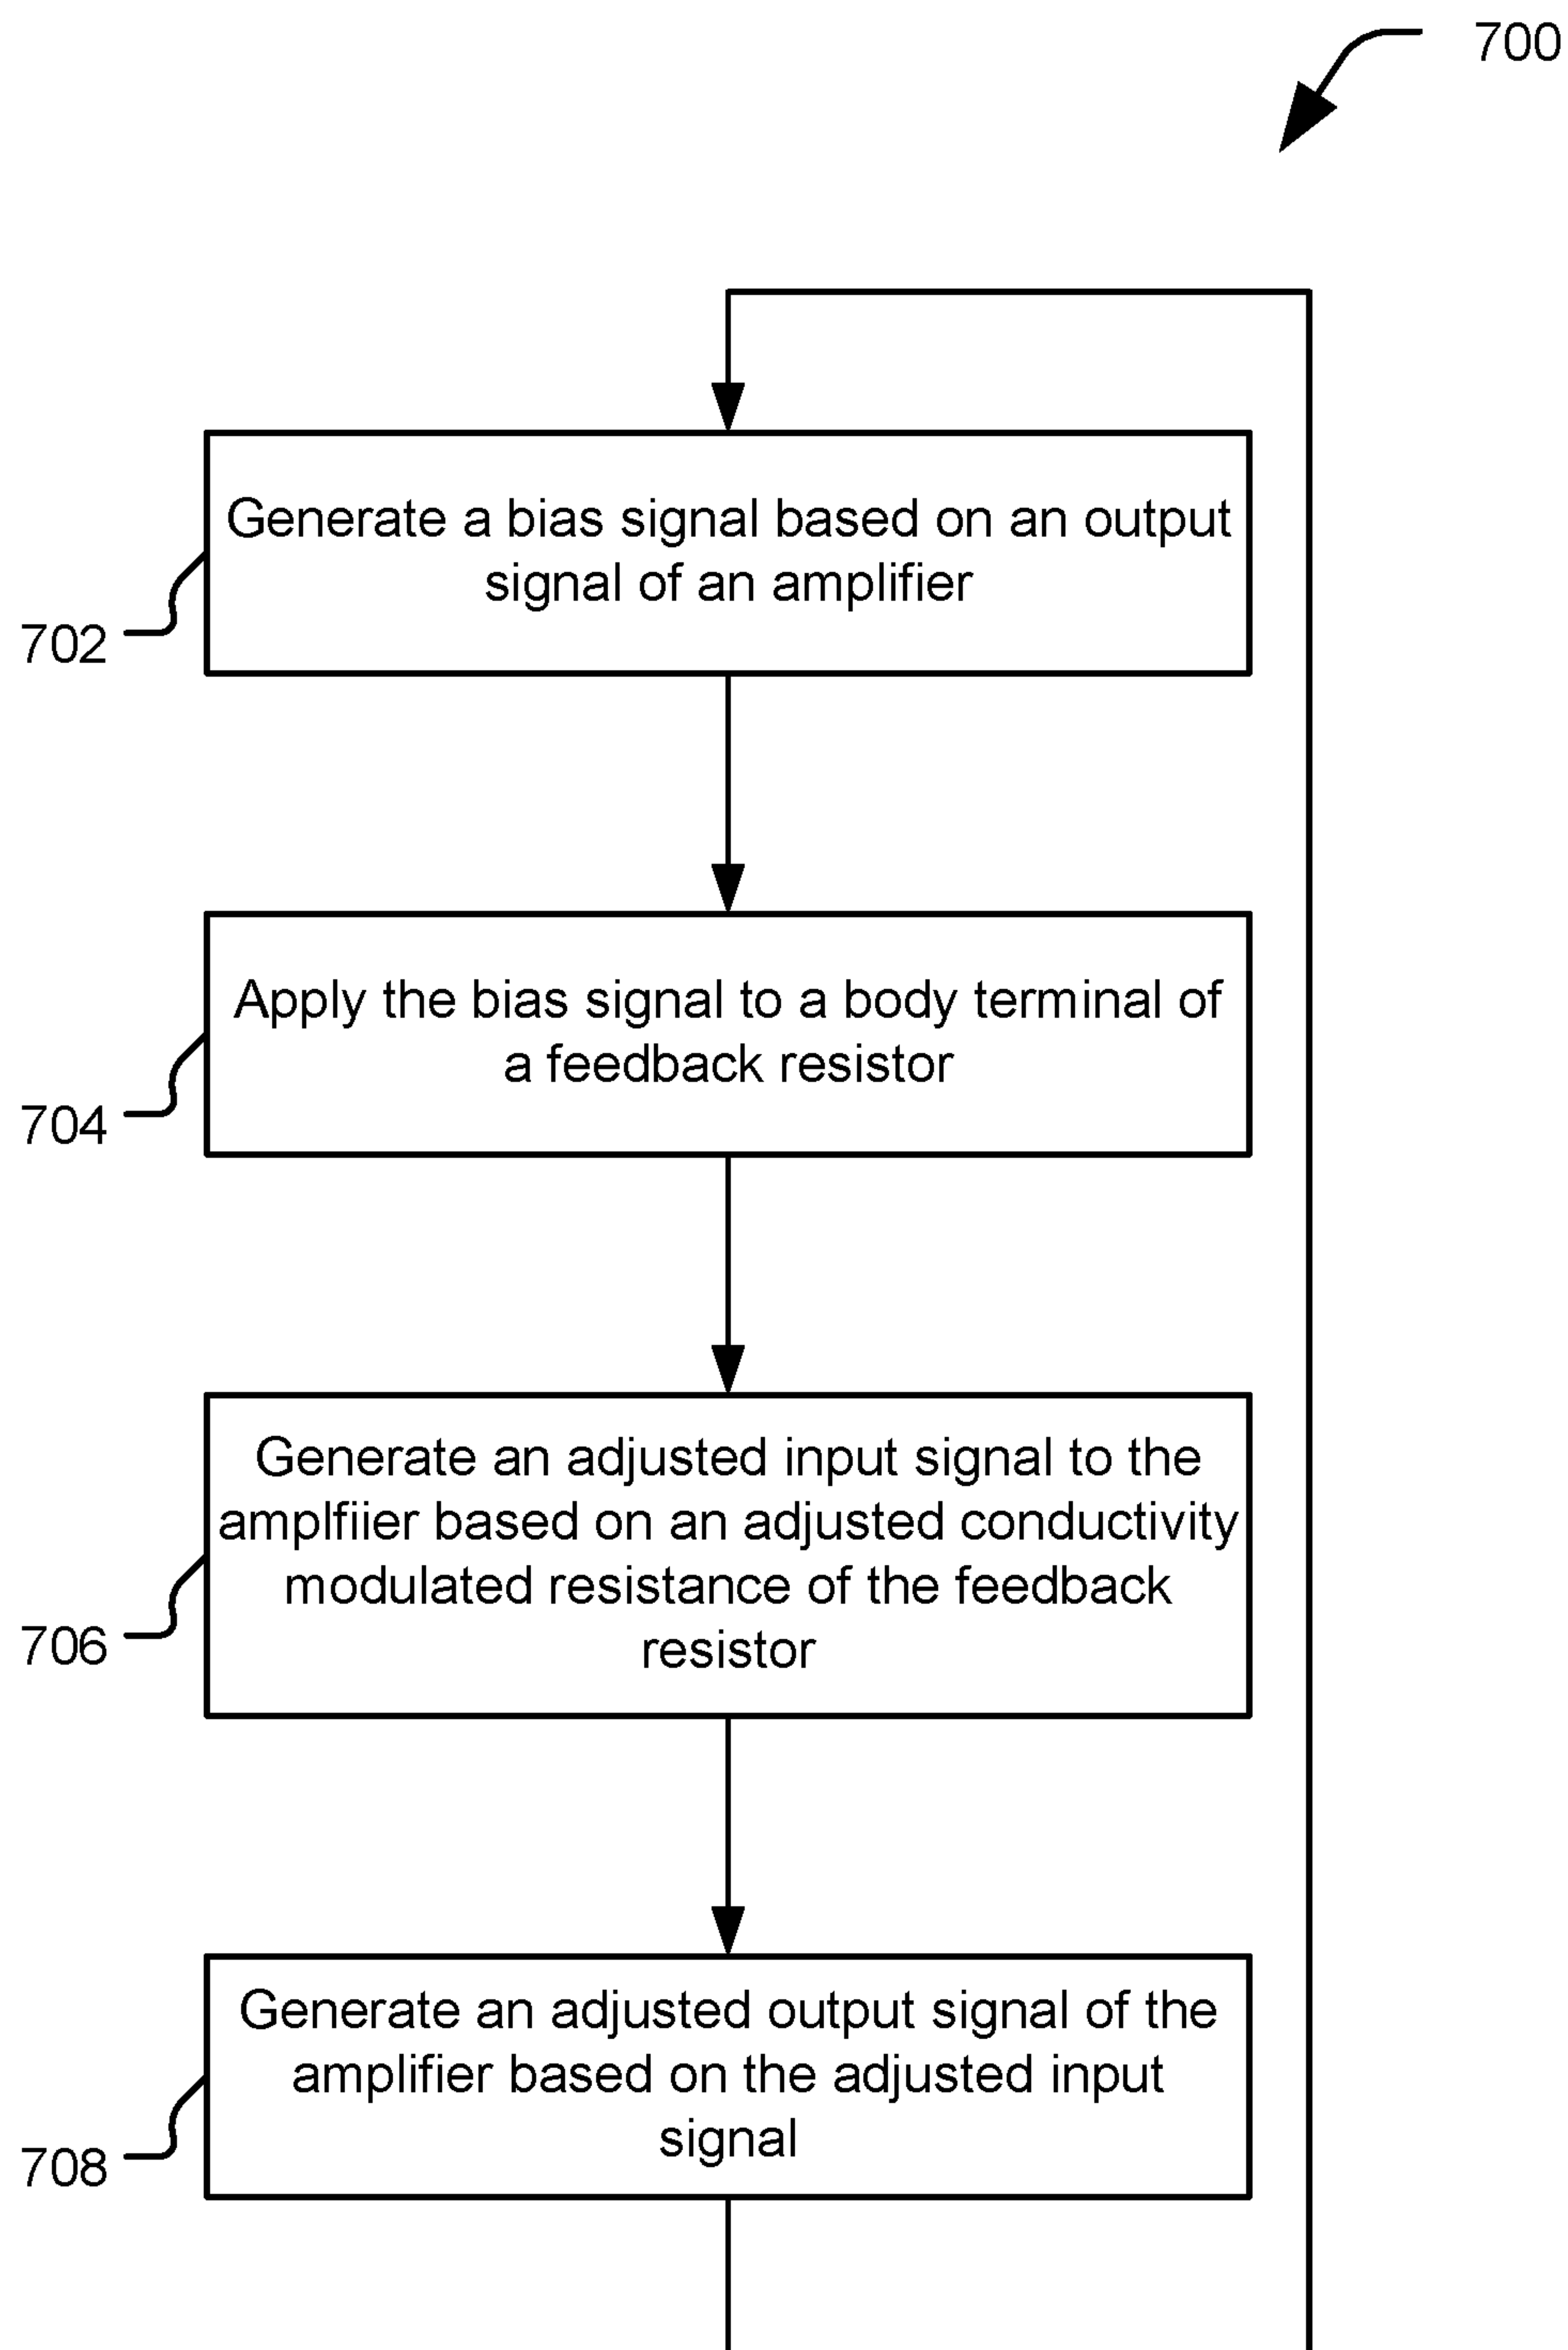 700
Generate a bias signal based on an output
signal of an amplifier
702
Apply the bias signal to a body terminal of
a feedback resistor
704
Generate an adjusted input signal to the
amplfiier based on an adjusted conductivity
modulated resistance of the feedback
resistor
706
Generate an adjusted output signal of the
amplifier based on the adjusted input
signal
708